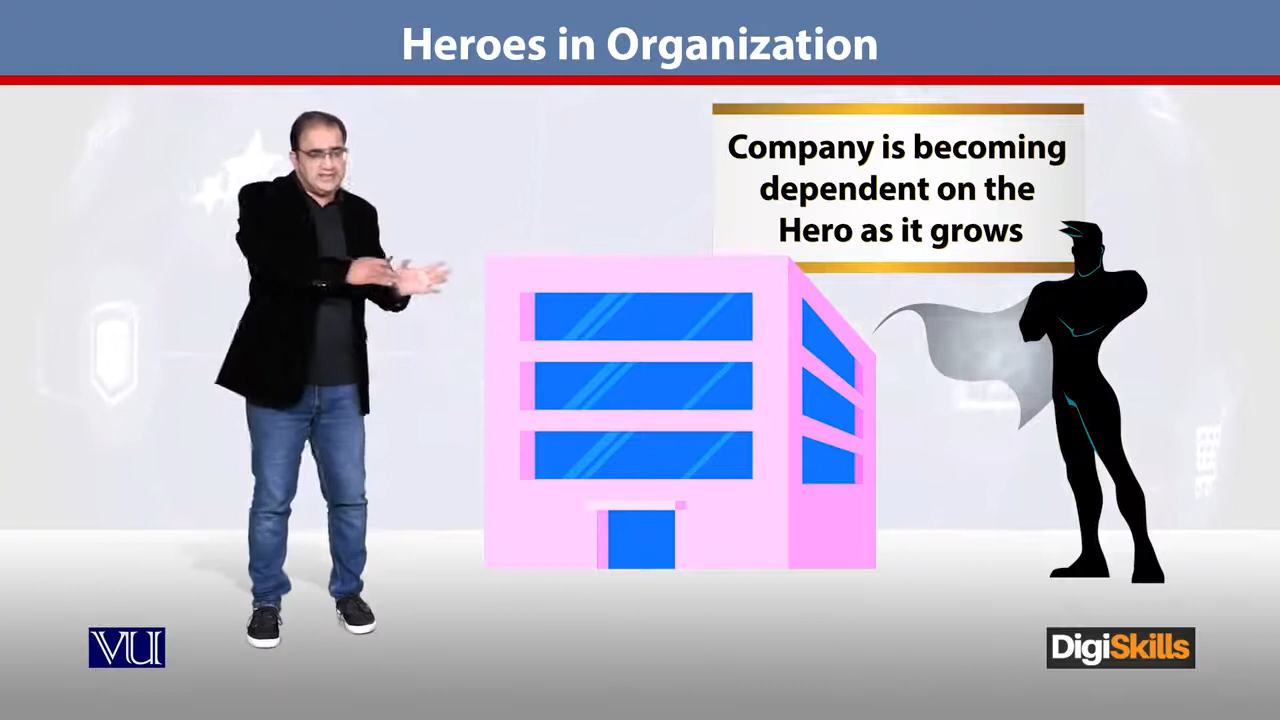 Heroes in Organization
Company is becoming
dependent on the
Hero as it grows
VU
DigiSkills